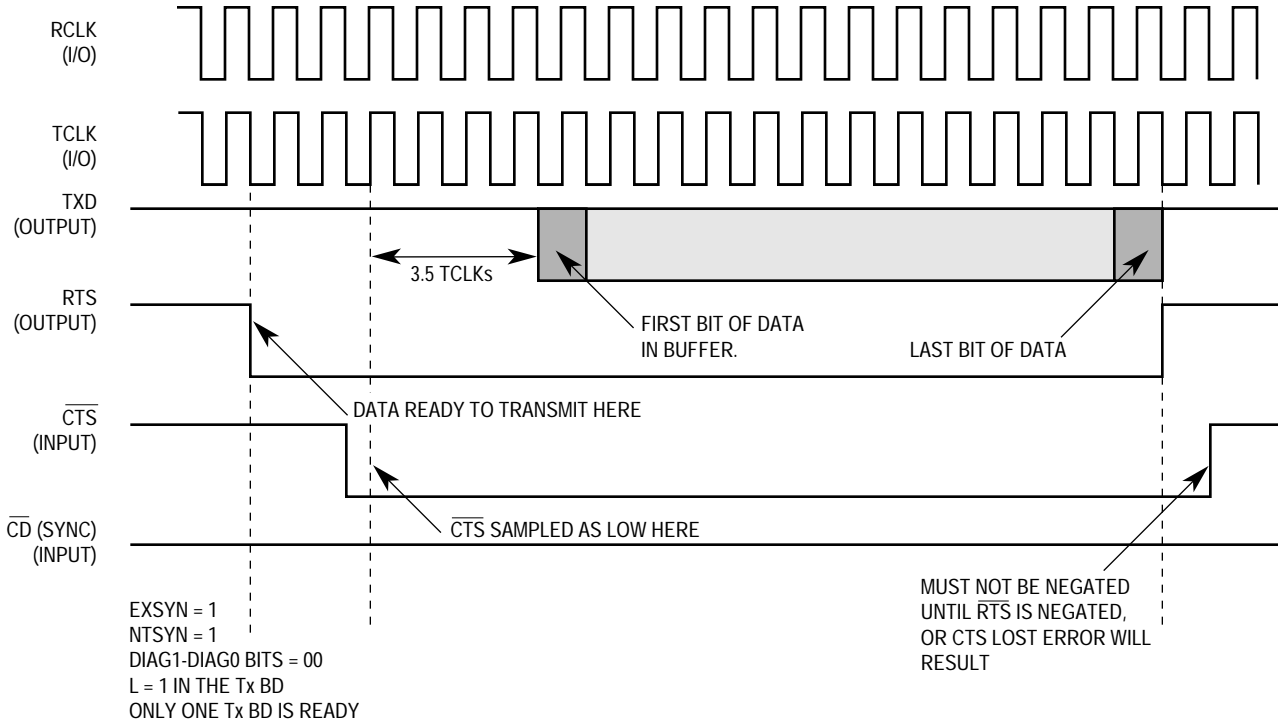 RCLK
(I/O)
TCLK
(I/O)
TXD
(OUTPUT)
3.5 TCLKs
RTS
(OUTPUT)
FIRST BIT OF DATA
IN BUFFER.
LAST BIT OF DATA
DATA READY TO TRANSMIT HERE
CTS
(INPUT)
CTS SAMPLED AS LOW HERE
CD (SYNC)
(INPUT)
MUST NOT BE NEGATED
UNTIL RTS IS NEGATED,
OR CTS LOST ERROR WILL
RESULT
EXSYN = 1
NTSYN = 1
DIAG1-DIAG0 BITS = 00
L = 1 IN THE Tx BD
ONLY ONE Tx BD IS READY